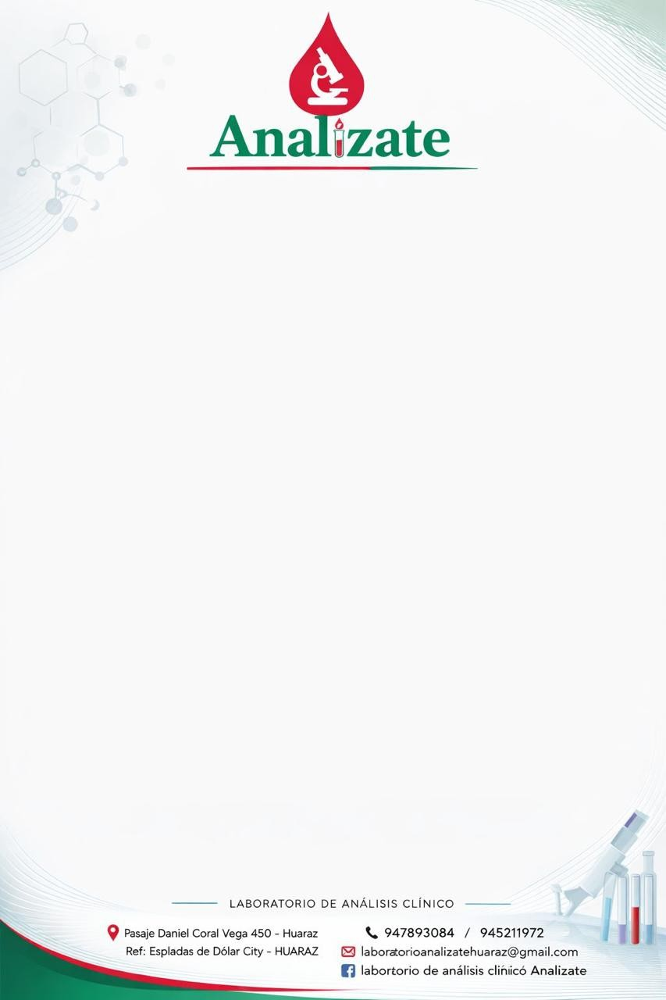 Analizate
LABORATORIO DE ANÁLISIS CLÍNICO
Pasaje Daniel Coral Vega 450 - Huaraz
Ref: Espladas de Dólar City - HUARAZ
947893084 / 945211972
laboratorioanalizatehuaraz@gmail.com
labortorio de análisis clínicó Analizate